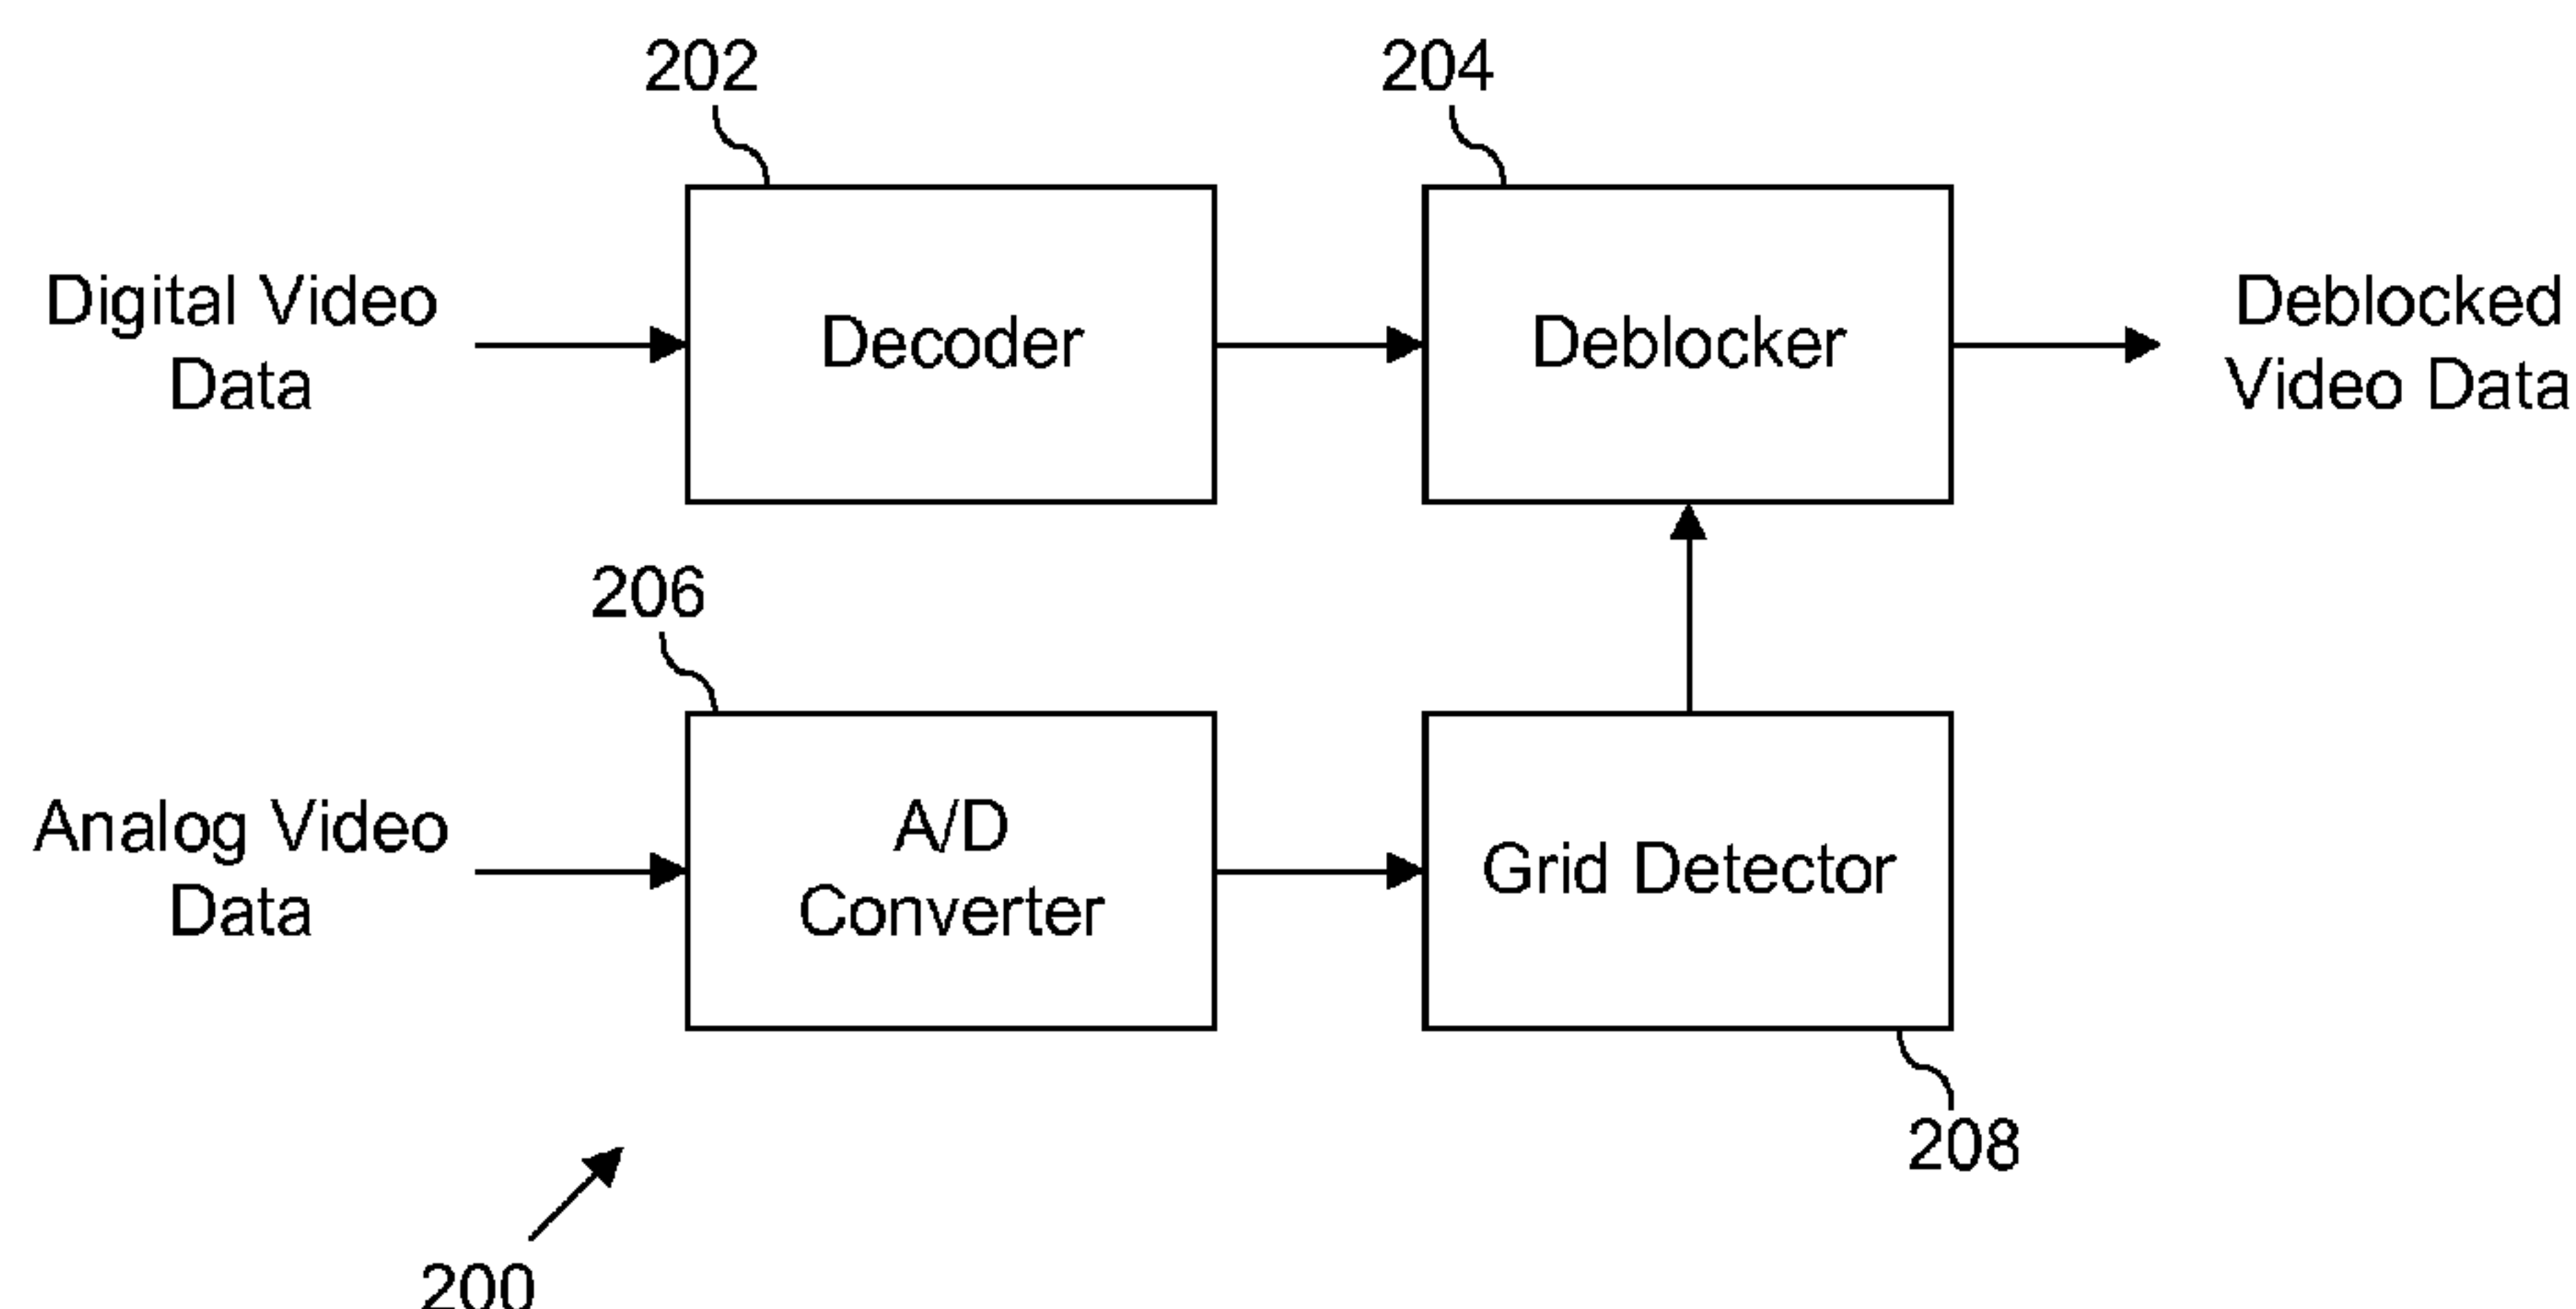 202
204
Digital Video
Data
Decoder
Deblocker
Deblocked
Video Data
206
Analog Video
Data
A/D
Converter
Grid Detector
208
200